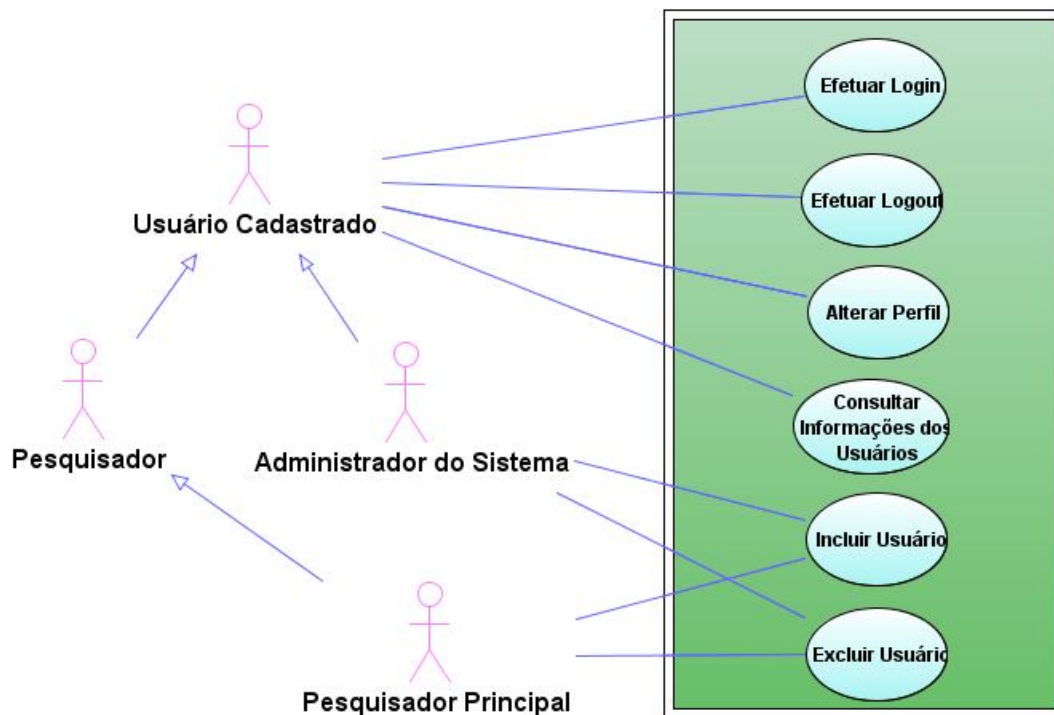 Efetuar Login
Efetuar Logout
Usuário Cadastrado
Alterar Perfil
Consultar
Informações dos
Usuários
Pesquisador
Administrador do Sistema
Incluir Usuário
Excluir Usuário
Pesquisador Principal